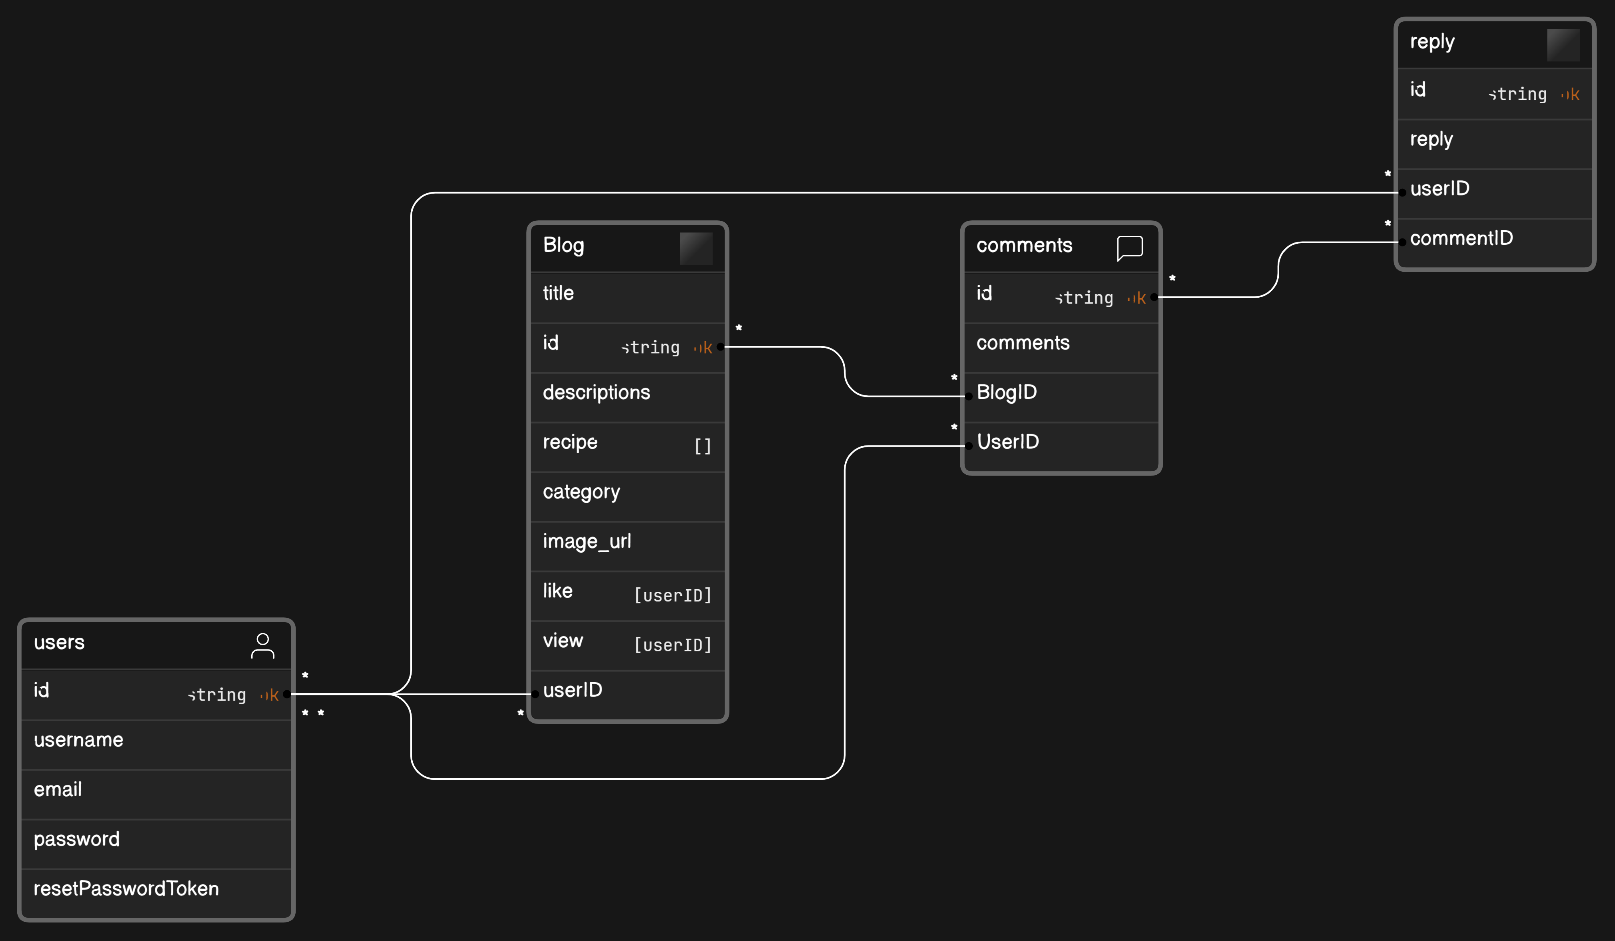 users
id string pk
username
email
password
resetPasswordToken
*
* *
Blog
title
id string pk
descriptions
recipe []
category
image_url
like [userID]
view [userID]
userID
*
*
comments
id string pk
comments
BlogID
UserID
*
*
*
reply
id string pk
reply
userID
commentID
*
*